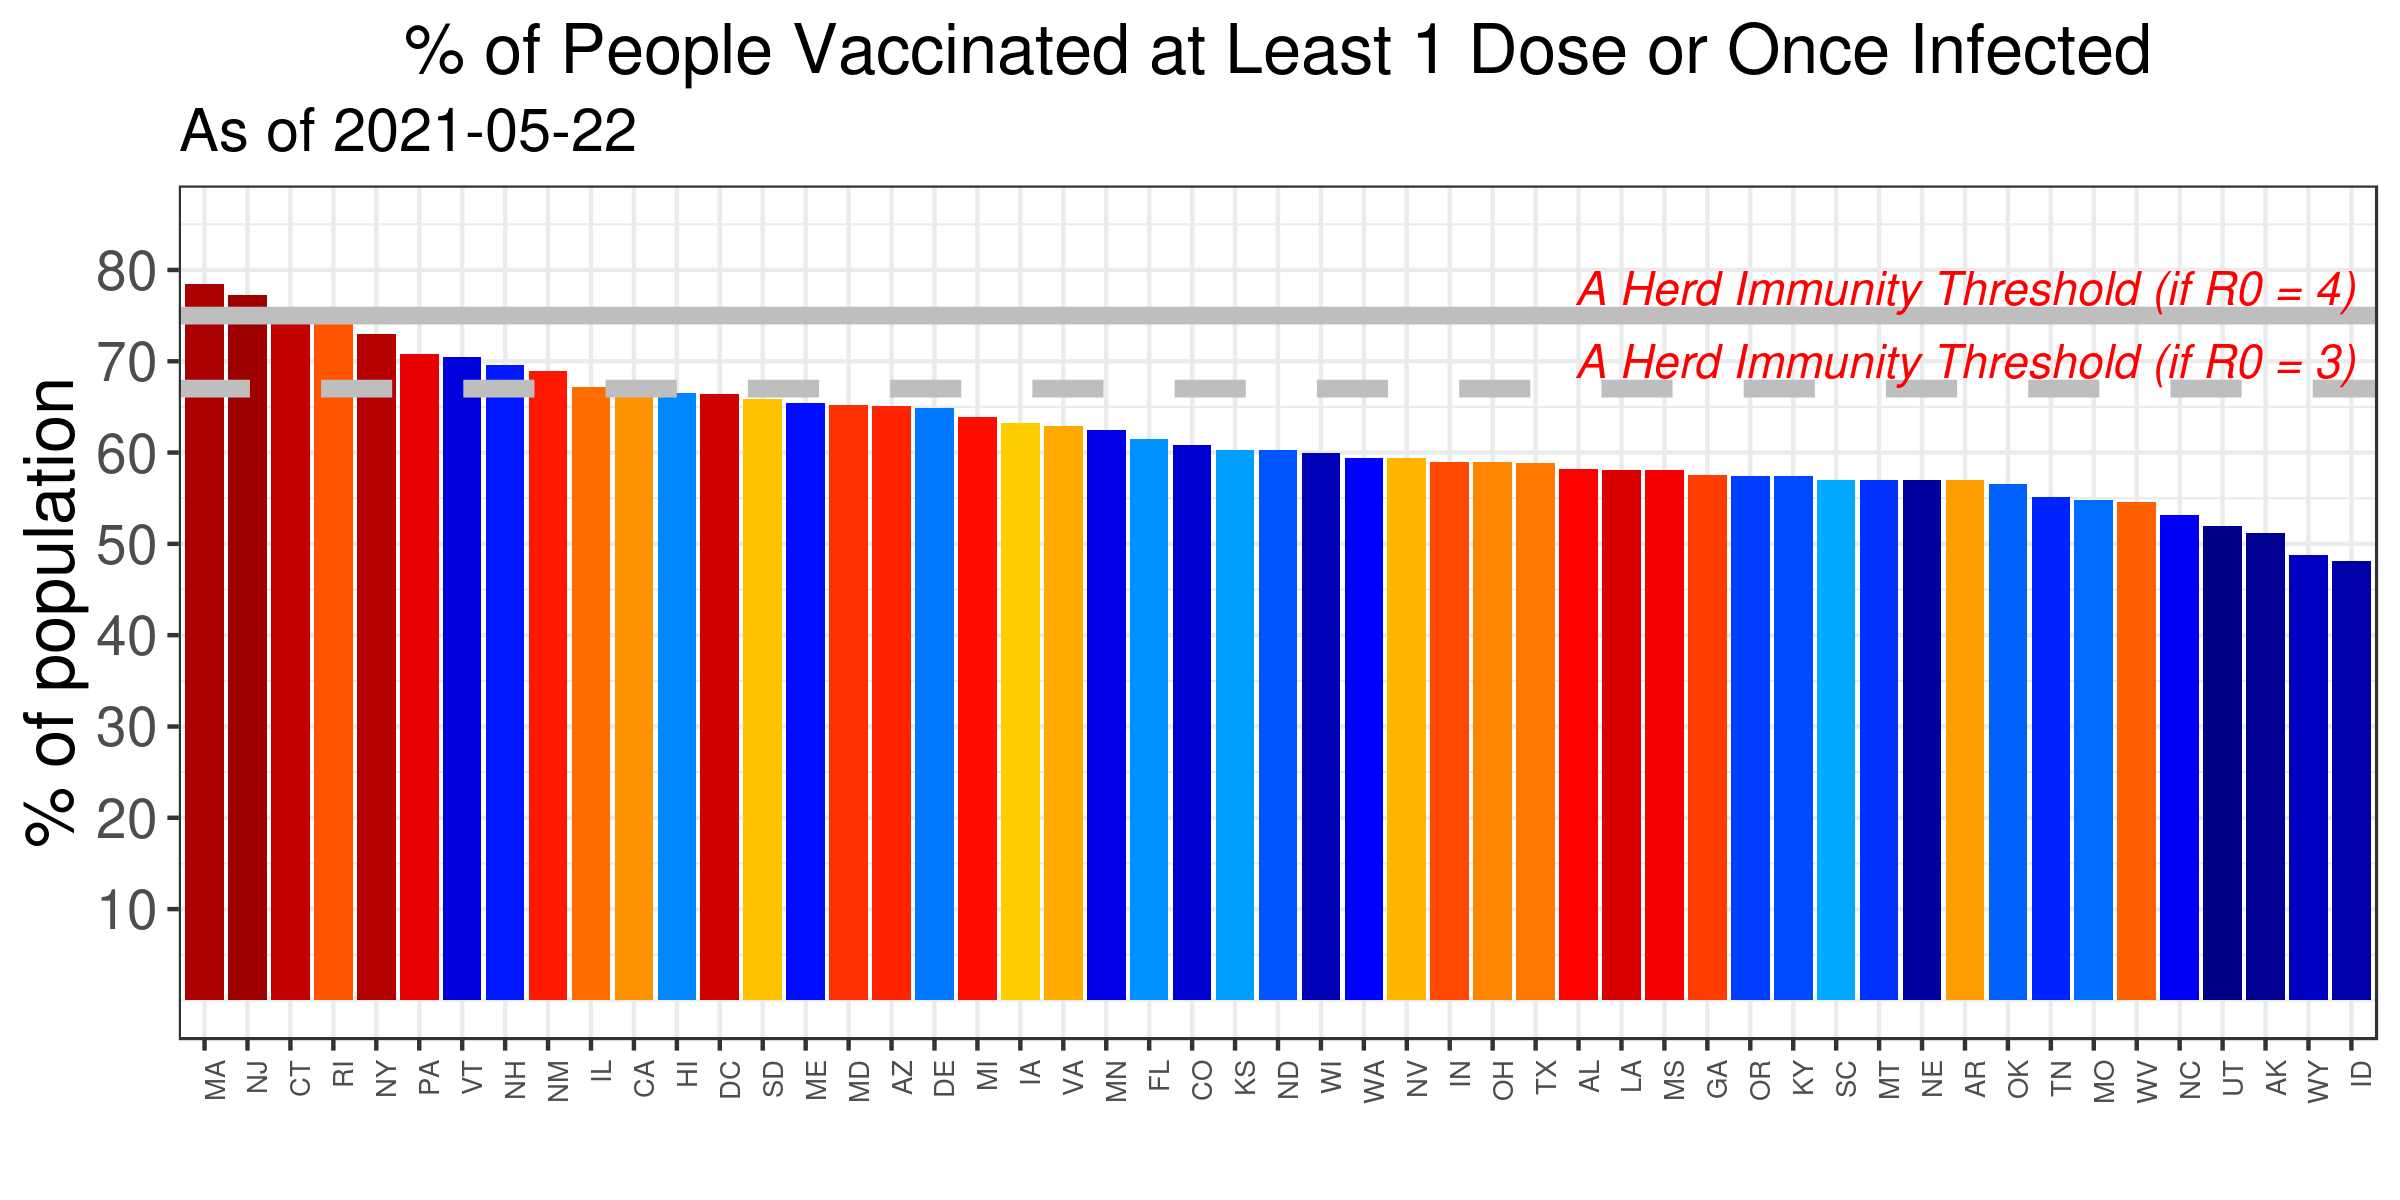 % of People Vaccinated at Least 1 Dose or Once Infected
As of 2021-05-22
% of population
80
70
60
50
40
30
20
10
A Herd Immunity Threshold (if R0 = 4)
A Herd Immunity Threshold (if R0 = 3)
MA
NJ
CT
RI
NY
PA
VT
NH
NM
IL
CA
HI
DC
SD
ME
MD
AZ
DE
MI
IA
VA
MN
FL
CO
KS
ND
WI
WA
NV
IN
OH
TX
AL
LA
MS
GA
OR
KY
SC
MT
NE
AR
OK
TN
MO
WV
NC
UT
AK
WY
ID